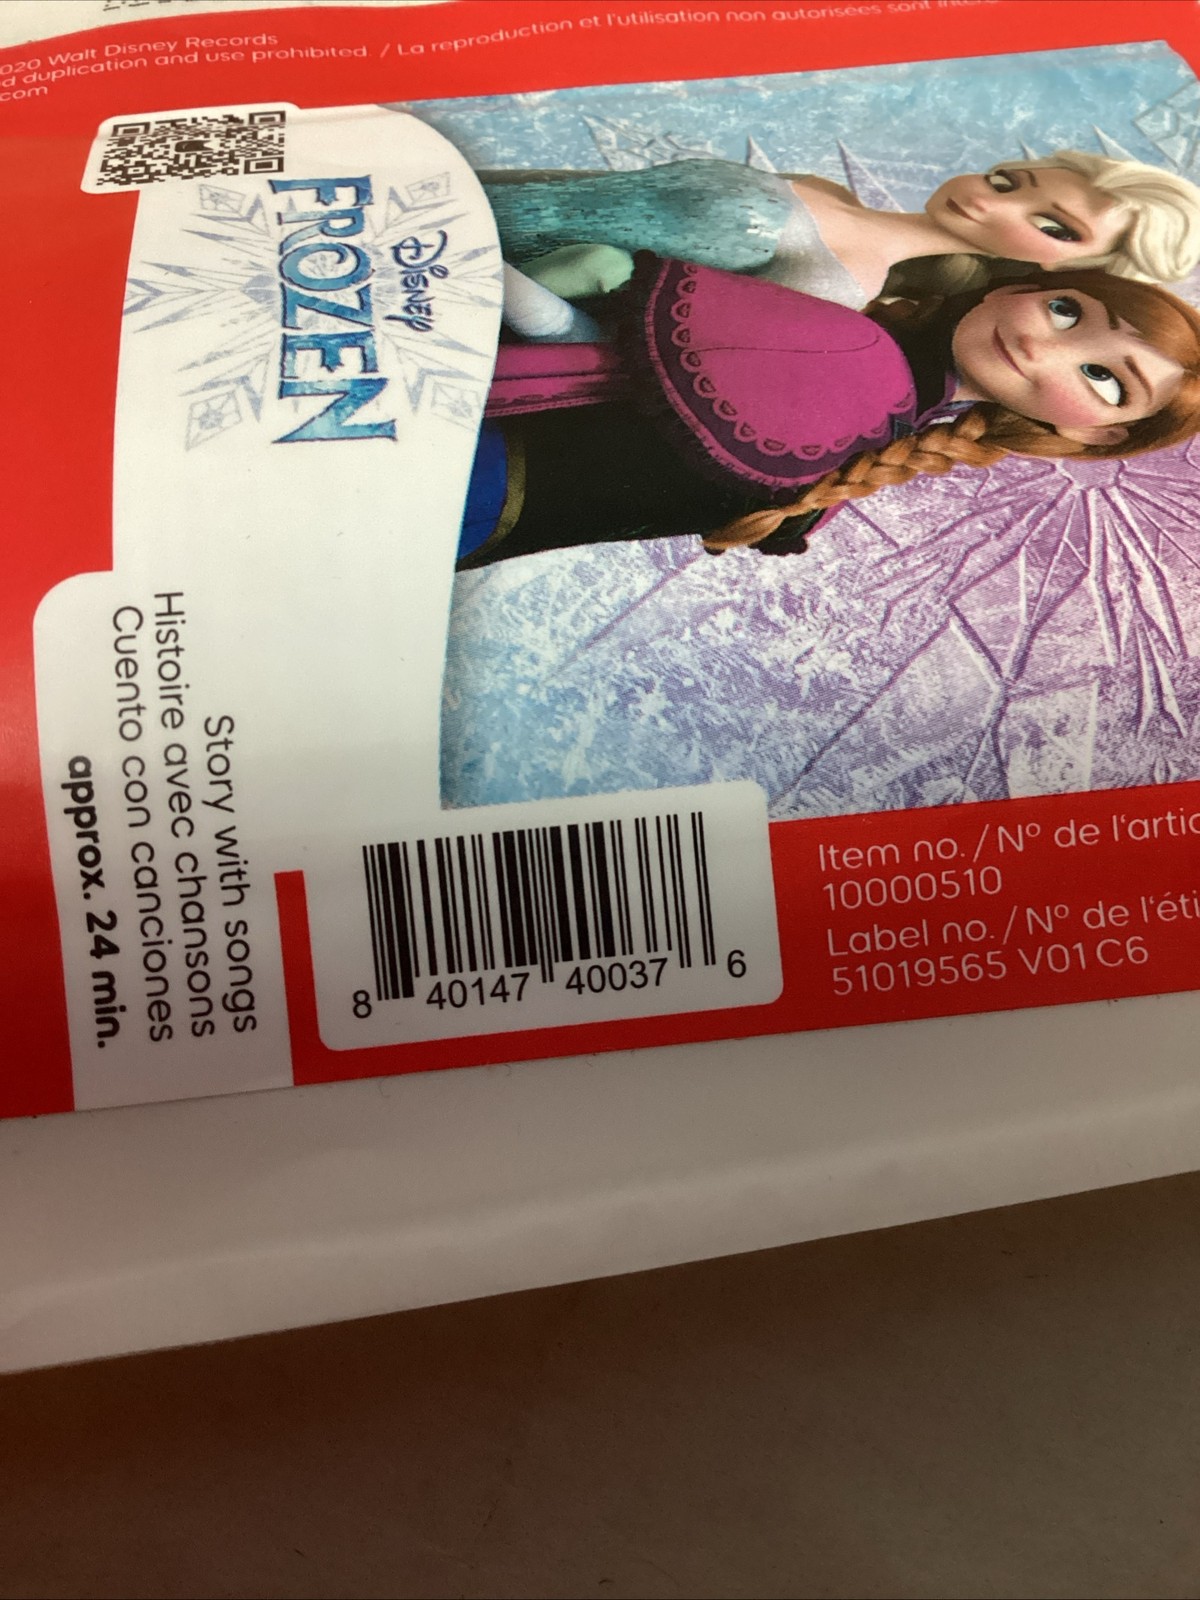 020 Walt Disney Records
d duplication and use prohibited. / La reproduction et l'utilisation non autorisées sont
com
Disney
FROZEN
Story with songs
Histoire avec chansons
Cuento con canciones
approx. 24 min.
8 40147 40037 6
Item no. / Nº de l'artic
10000510
Label no. / Nº de l'éti
51019565 V01 C6